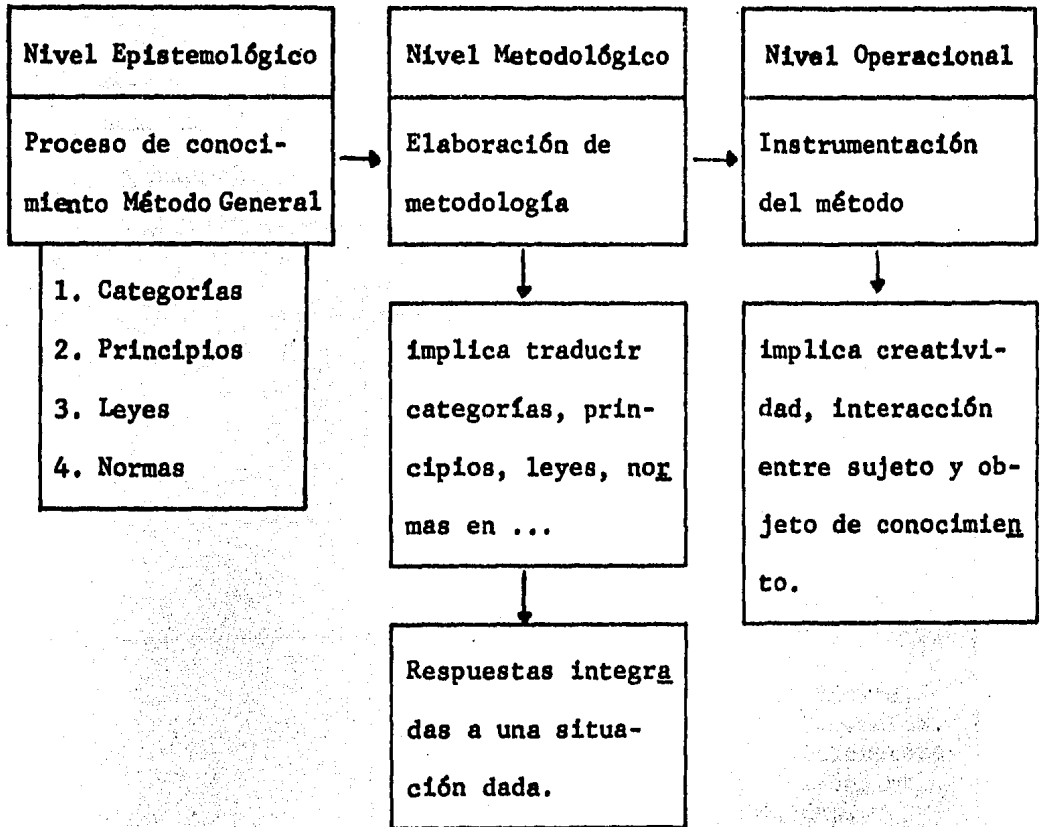 Nivel Epistemológico
Proceso de conoci-
miento Método General
1. Categorías
2. Principios
3. Leyes
4. Normas
Nivel Metodológico
Elaboración de
metodología
implica traducir
categorías, prin-
cipios, leyes, nor
mas en ...
Respuestas integra
das a una situa-
ción dada.
Nivel Operacional
Instrumentación
del método
implica creativi-
dad, interacción
entre sujeto y ob-
jeto de conocimien
to.